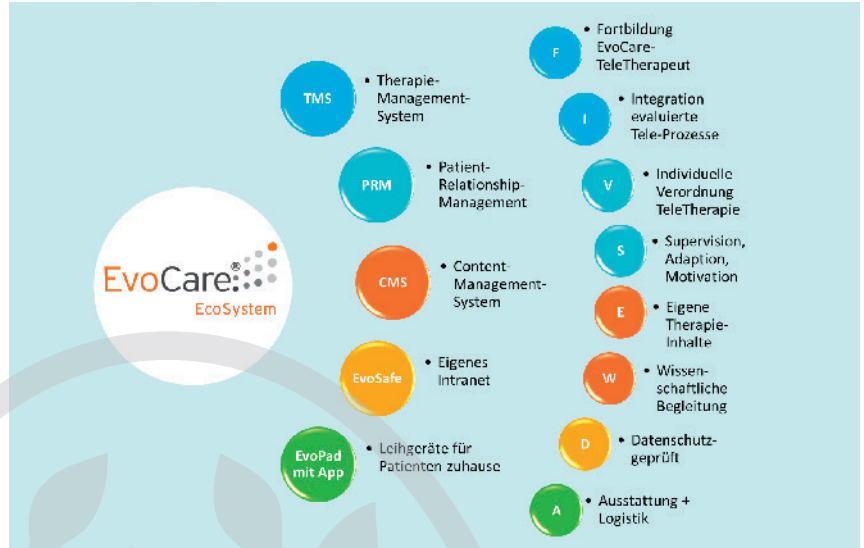 EvoCare®
EcoSystem
TMS
• Therapie-
Management-
System
PRM
• Patient-
Relationship-
Management
CMS
• Content-
Management-
System
EvoSafe
• Eigenes
Intranet
EvoPad
mit App
• Leihgeräte für
Patienten zuhause
F
• Fortbildung
EvoCare-
TeleTherapeut
I
• Integration
evaluierte
Tele-Prozesse
V
• Individuelle
Verordnung
TeleTherapie
S
• Supervision,
Adaption,
Motivation
E
• Eigene
Therapie-
Inhalte
W
• Wissen-
schaftliche
Begleitung
D
• Datenschutz-
geprüft
A
• Ausstattung +
Logistik